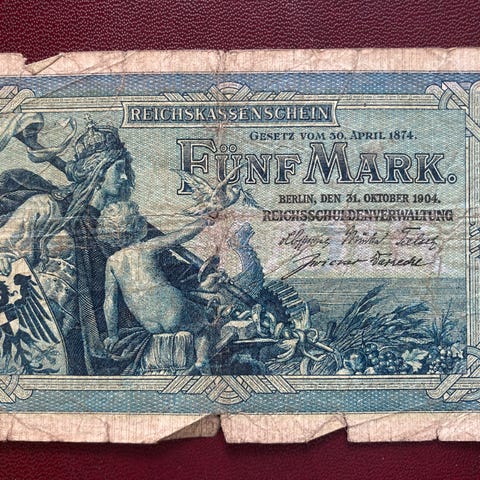 REICHSKASSENSCHEIN
GESETZ VOM 30. APRIL 1874.
FÜNF MARK.
BERLIN, DEN 31. OKTOBER 1904.
REICHSSCHULDENVERWALTUNG